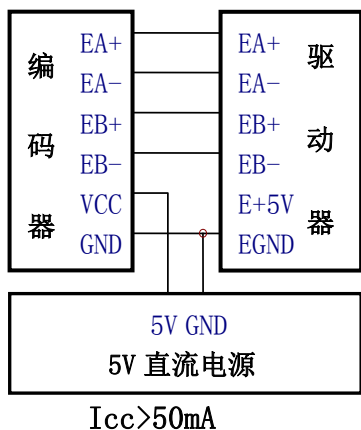 EA+ EA+
EA- EA-
EB+ EB+
EB- EB-
VCC E+5V
GND EGND
编码器
驱动器
5V GND
5V 直流电源
Icc>50mA